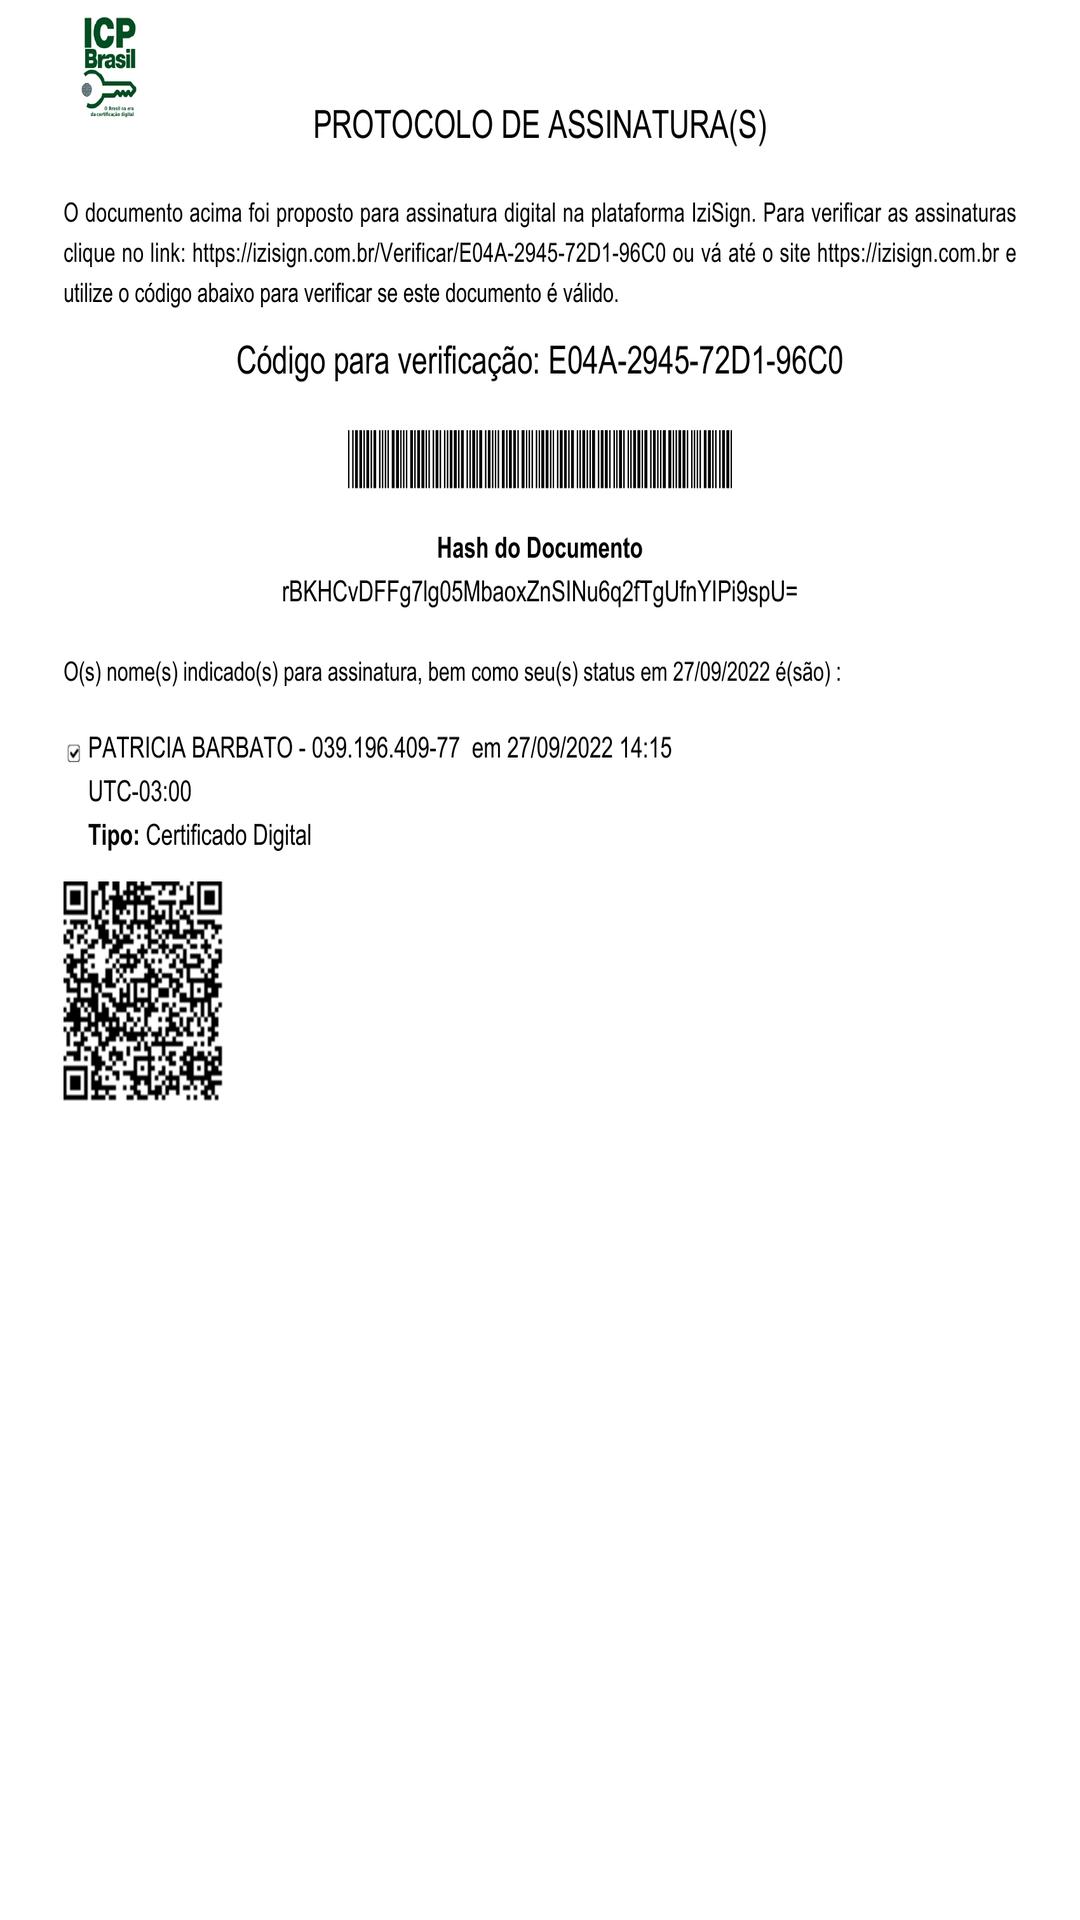 ICP
Brasil
O Brasil na era
da certificação digital
PROTOCOLO DE ASSINATURA(S)
O documento acima foi proposto para assinatura digital na plataforma IziSign. Para verificar as assinaturas
clique no link: https://izisign.com.br/Verificar/E04A-2945-72D1-96C0 ou vá até o site https://izisign.com.br e
utilize o código abaixo para verificar se este documento é válido.
Código para verificação: E04A-2945-72D1-96C0
Hash do Documento
rBKHCvDFFg7lg05MbaoxZnSINu6q2fTgUfnYIPi9spU=
O(s) nome(s) indicado(s) para assinatura, bem como seu(s) status em 27/09/2022 é(são) :
PATRICIA BARBATO - 039.196.409-77 em 27/09/2022 14:15
UTC-03:00
Tipo: Certificado Digital